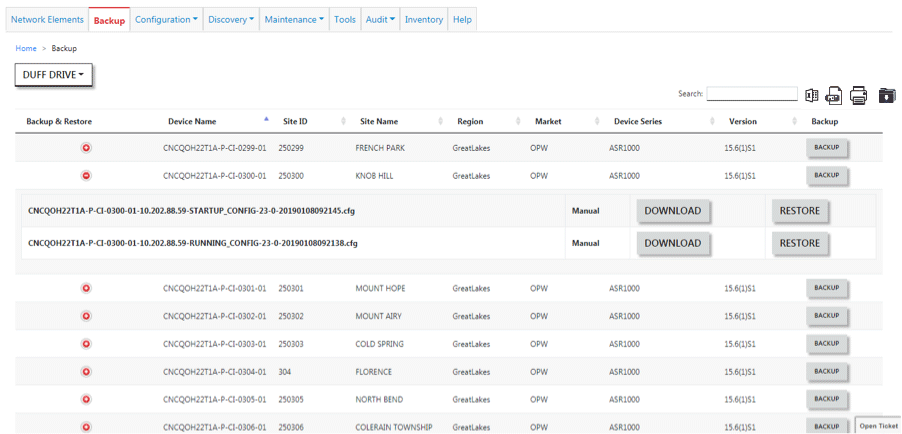 Network Elements Backup Configuration Discovery Maintenance Tools Audit Inventory Help
Home > Backup
DUFF DRIVE
Search:
Backup & Restore Device Name Site ID Site Name Region Market Device Series Version Backup
CNCQOH22T1A-P-CI-0299-01 250299 FRENCH PARK GreatLakes OPW ASR1000 15.6(1)S1 BACKUP
CNCQOH22T1A-P-CI-0300-01 250300 KNOB HILL GreatLakes OPW ASR1000 15.6(1)S1 BACKUP
CNCQOH22T1A-P-CI-0300-01-10.202.88.59-STARTUP_CONFIG-23-0-20190108092145.cfg Manual DOWNLOAD RESTORE
CNCQOH22T1A-P-CI-0300-01-10.202.88.59-RUNNING_CONFIG-23-0-20190108092138.cfg Manual DOWNLOAD RESTORE
CNCQOH22T1A-P-CI-0301-01 250301 MOUNT HOPE GreatLakes OPW ASR1000 15.6(1)S1 BACKUP
CNCQOH22T1A-P-CI-0302-01 250302 MOUNT AIRY GreatLakes OPW ASR1000 15.6(1)S1 BACKUP
CNCQOH22T1A-P-CI-0303-01 250303 COLD SPRING GreatLakes OPW ASR1000 15.6(1)S1 BACKUP
CNCQOH22T1A-P-CI-0304-01 304 FLORENCE GreatLakes OPW ASR1000 15.6(1)S1 BACKUP
CNCQOH22T1A-P-CI-0305-01 250305 NORTH BEND GreatLakes OPW ASR1000 15.6(1)S1 BACKUP
CNCQOH22T1A-P-CI-0306-01 250306 COLERAIN TOWNSHIP GreatLakes OPW ASR1000 15.6(1)S1 BACKUP
Open Ticket